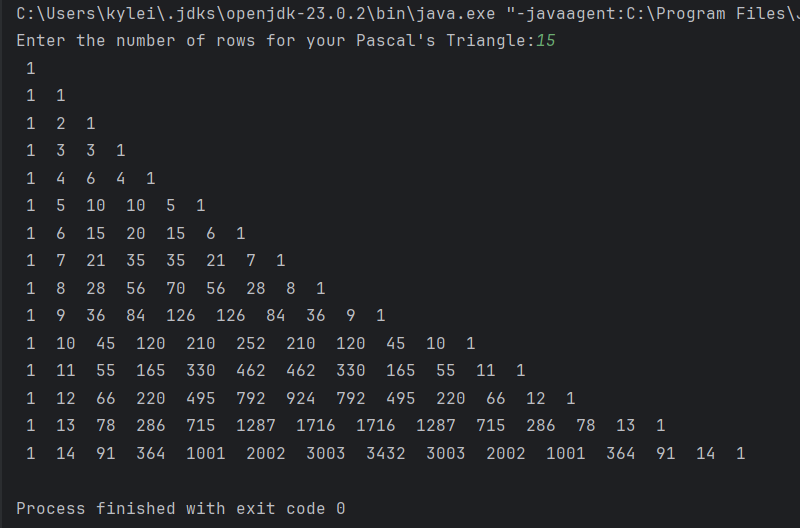 C:\Users\kylei\.jdks\openjdk-23.0.2\bin\java.exe "-javaagent:C:\Program Files\
Enter the number of rows for your Pascal's Triangle:15
 1
 1  1
 1  2  1
 1  3  3  1
 1  4  6  4  1
 1  5  10  10  5  1
 1  6  15  20  15  6  1
 1  7  21  35  35  21  7  1
 1  8  28  56  70  56  28  8  1
 1  9  36  84  126  126  84  36  9  1
 1  10  45  120  210  252  210  120  45  10  1
 1  11  55  165  330  462  462  330  165  55  11  1
 1  12  66  220  495  792  924  792  495  220  66  12  1
 1  13  78  286  715  1287  1716  1716  1287  715  286  78  13  1
 1  14  91  364  1001  2002  3003  3432  3003  2002  1001  364  91  14  1
Process finished with exit code 0